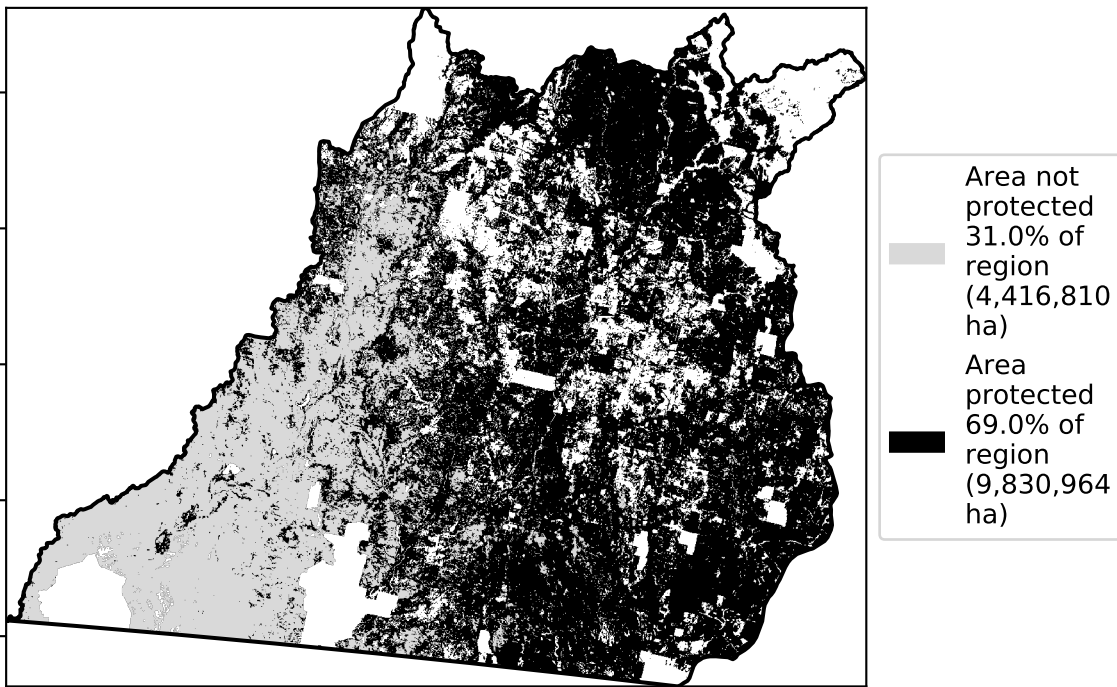 Area not
protected
31.0% of
region
(4,416,810
ha)
Area
protected
69.0% of
region
(9,830,964
ha)